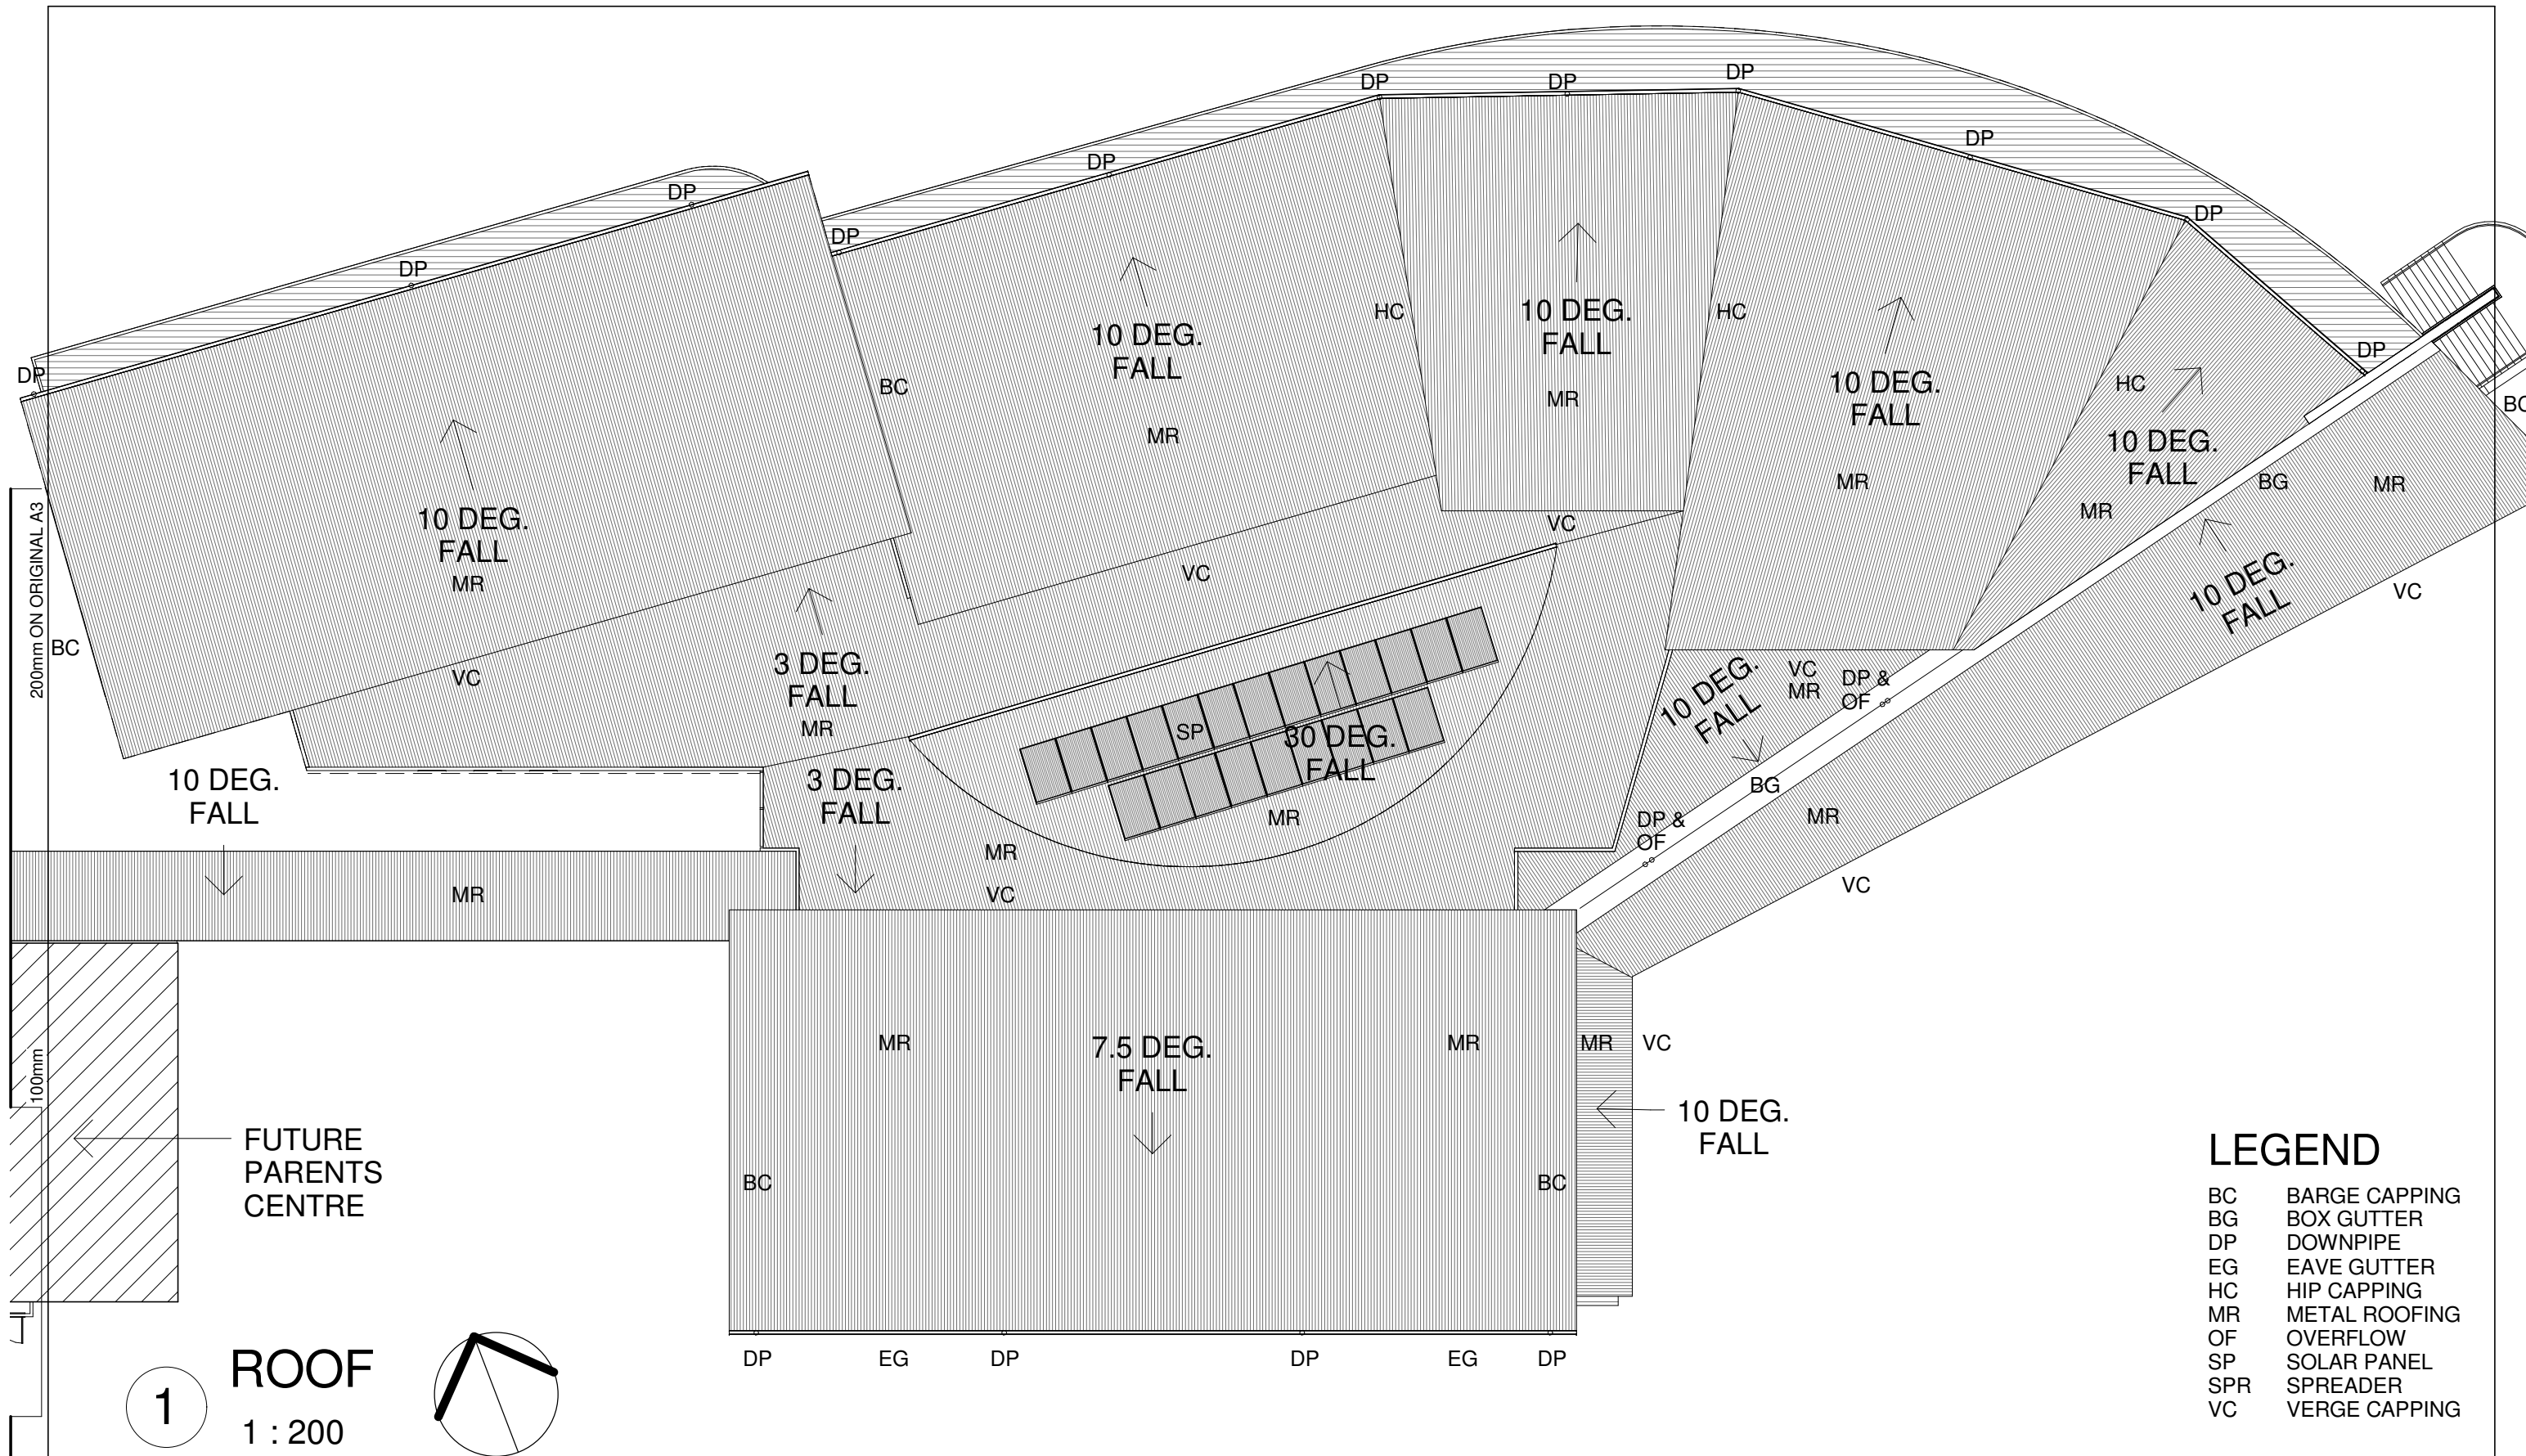 DP
DP
DP
DP
DP
DP
DP
DP
DP
DP
DP
DP
HC
10 DEG.
FALL
HC
10 DEG.
FALL
BC
MR
10 DEG.
FALL
HC
BC
MR
10 DEG.
FALL
MR
MR
BG
MR
200mm ON ORIGINAL A3
10 DEG.
FALL
MR
VC
VC
10 DEG.
FALL
VC
BC
VC
3 DEG.
FALL
MR
SP
30 DEG.
FALL
MR
10 DEG.
FALL
VC
MR
DP &
OF
10 DEG.
FALL
3 DEG.
FALL
BG
MR
DP &
OF
MR
VC
VC
MR
MR
7.5 DEG.
FALL
MR
MR
VC
100mm
10 DEG.
FALL
FUTURE
PARENTS
CENTRE
BC
BC
DP
EG
DP
DP
EG
DP
1
ROOF
1 : 200
LEGEND
BC BARGE CAPPING
BG BOX GUTTER
DP DOWNPIPE
EG EAVE GUTTER
HC HIP CAPPING
MR METAL ROOFING
OF OVERFLOW
SP SOLAR PANEL
SPR SPREADER
VC VERGE CAPPING